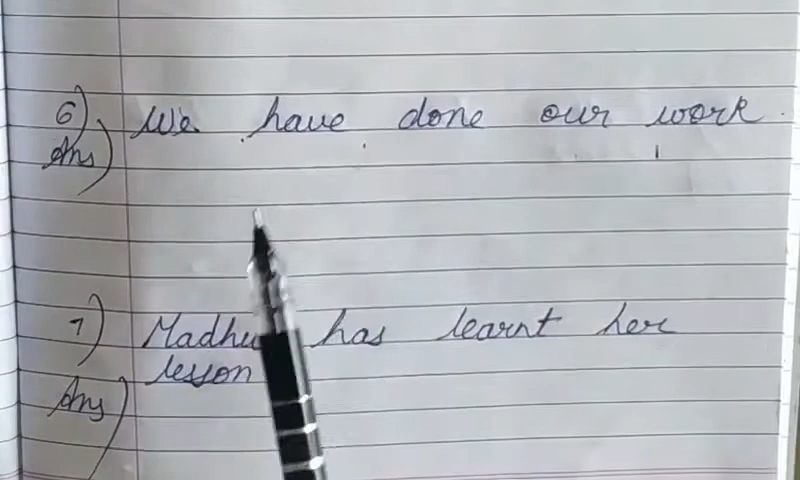 6) We have done our work.
Ans)
7) Madhu has learnt her
lesson
Ans)